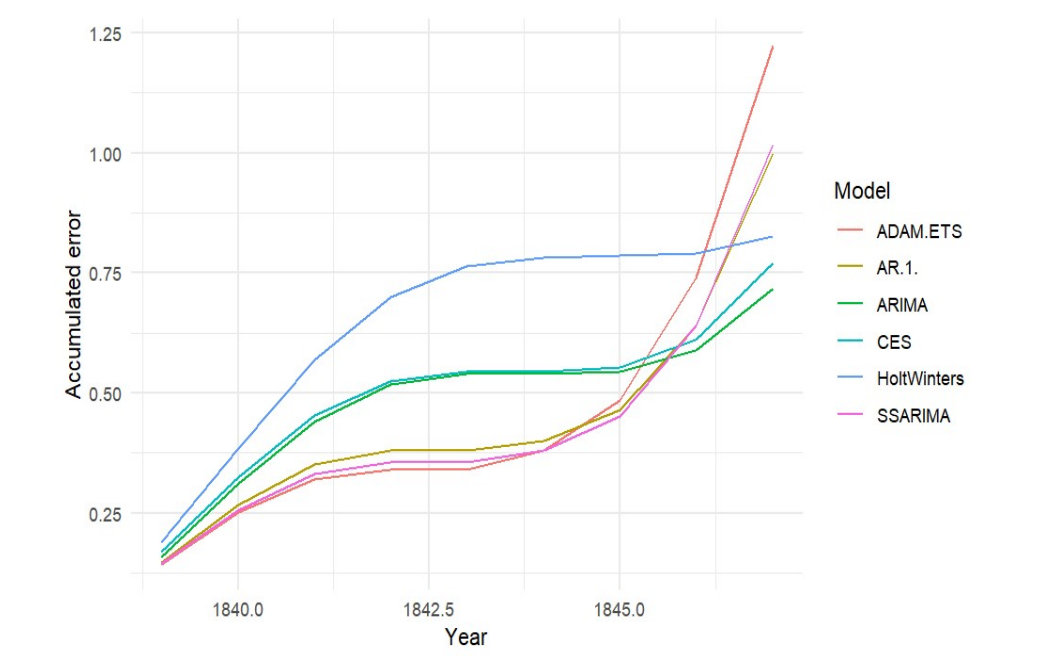 Accumulated error
1.25
1.00
0.75
0.50
0.25
1840.0
1842.5
1845.0
Year
Model
ADAM.ETS
AR.1.
ARIMA
CES
HoltWinters
SSARIMA